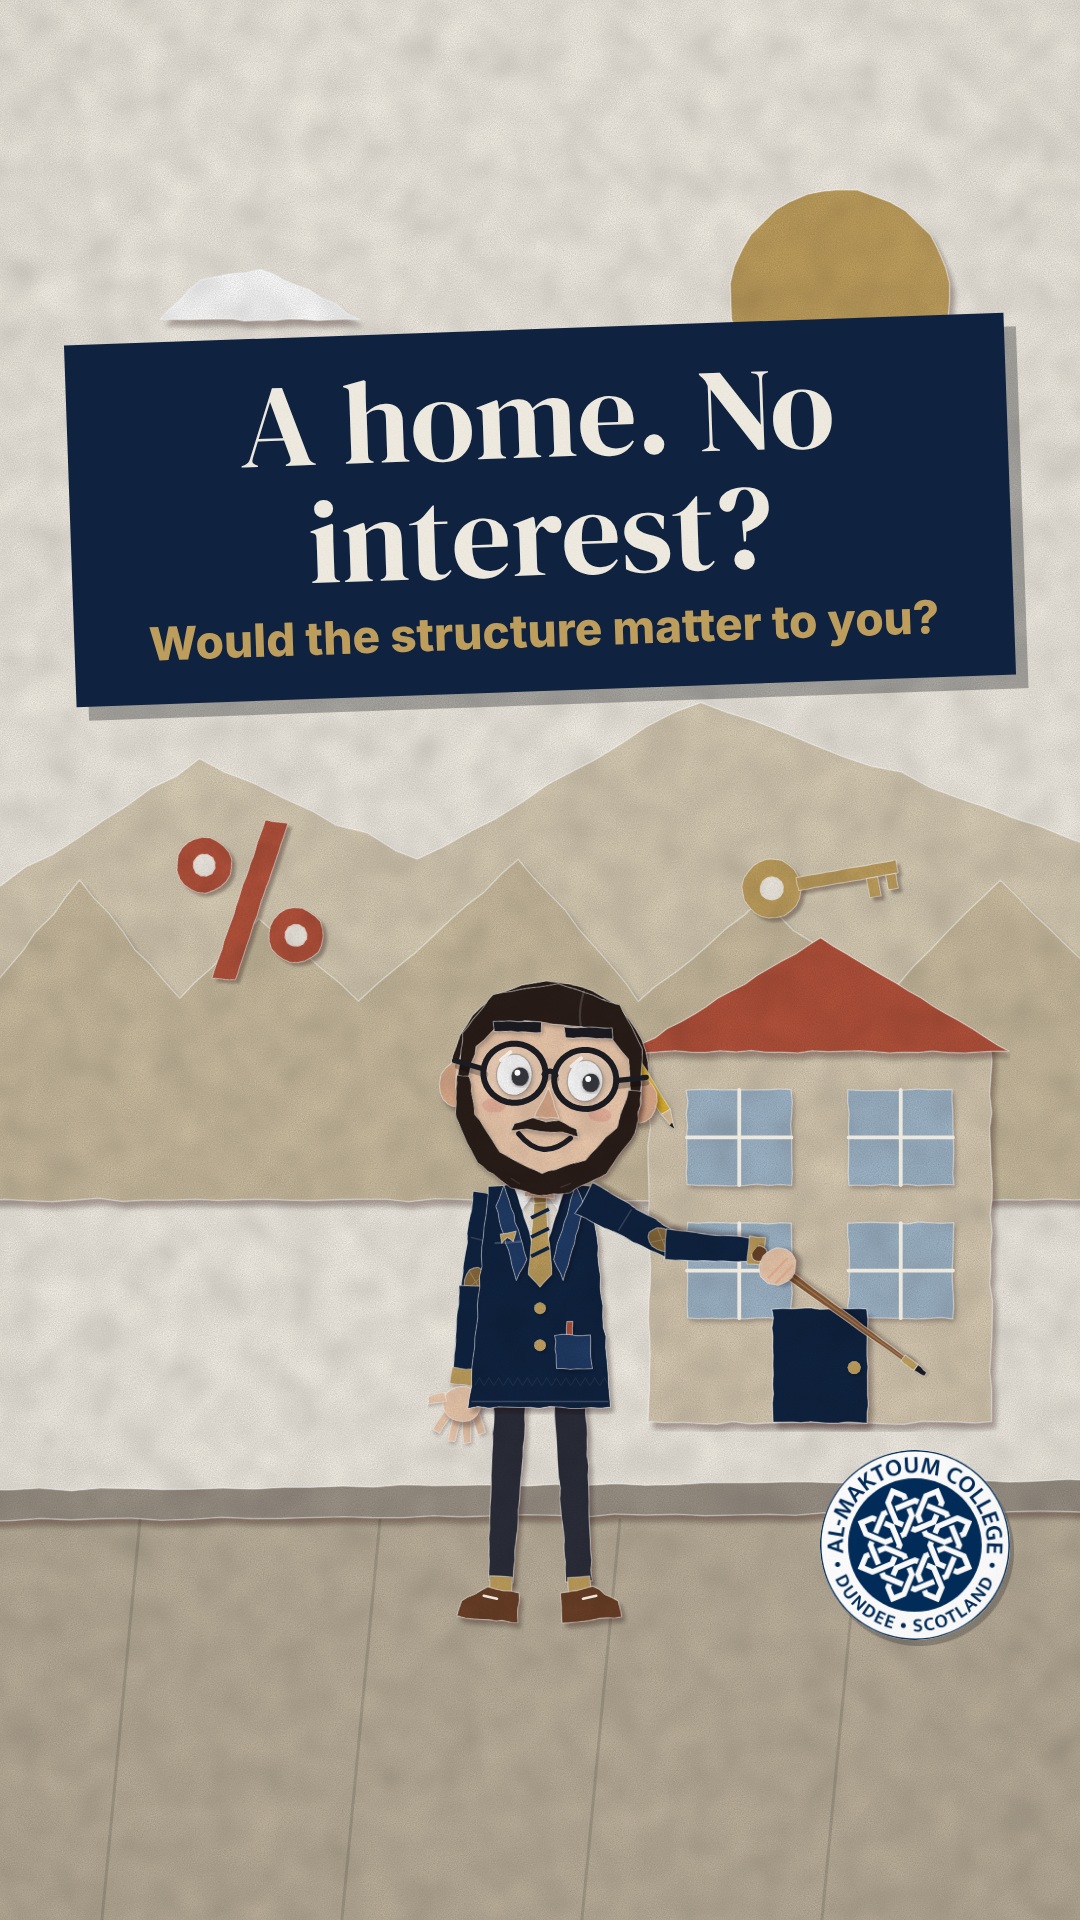 A home. No
interest?
Would the structure matter to you?
%
AL-MAKTOUM COLLEGE
• DUNDEE • SCOTLAND •